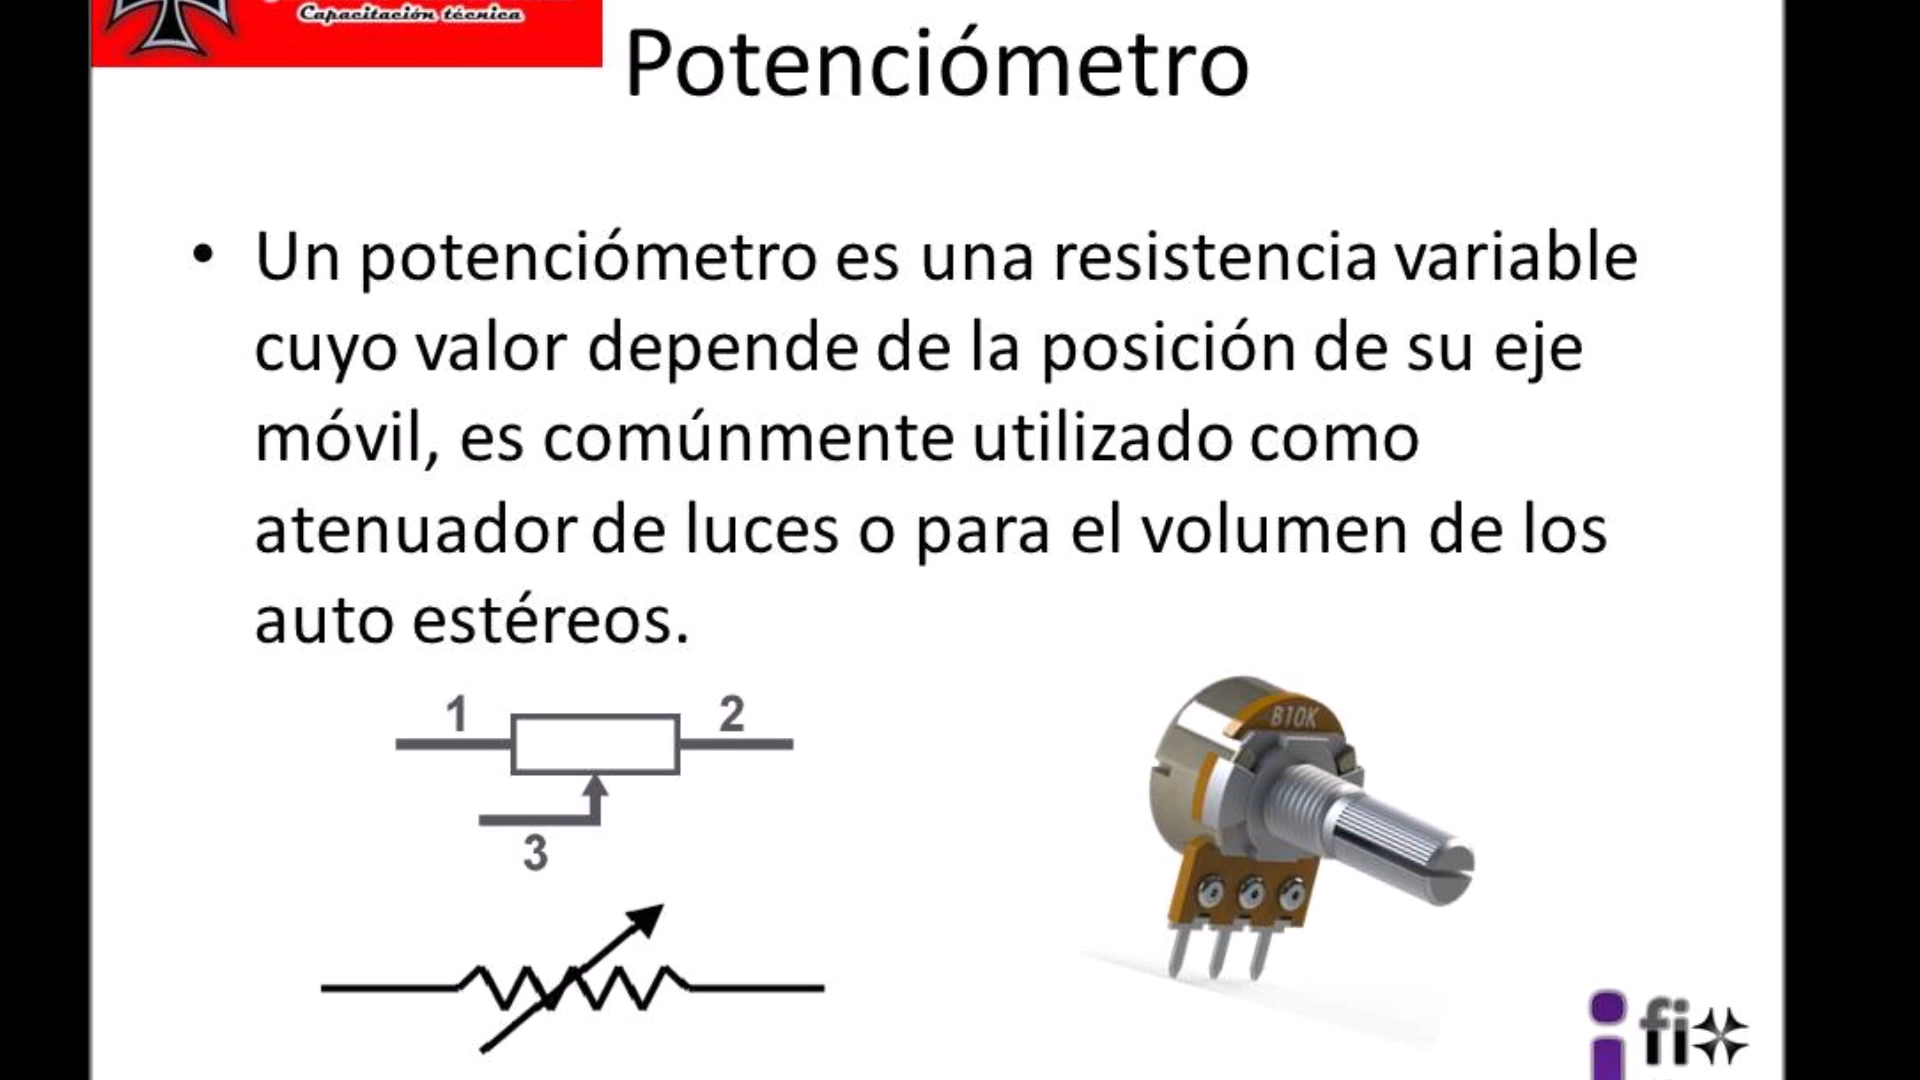 Capacitación técnica
Potenciómetro
• Un potenciómetro es una resistencia variable
cuyo valor depende de la posición de su eje
móvil, es comúnmente utilizado como
atenuador de luces o para el volumen de los
auto estéreos.
1
2
3
B10K
fi